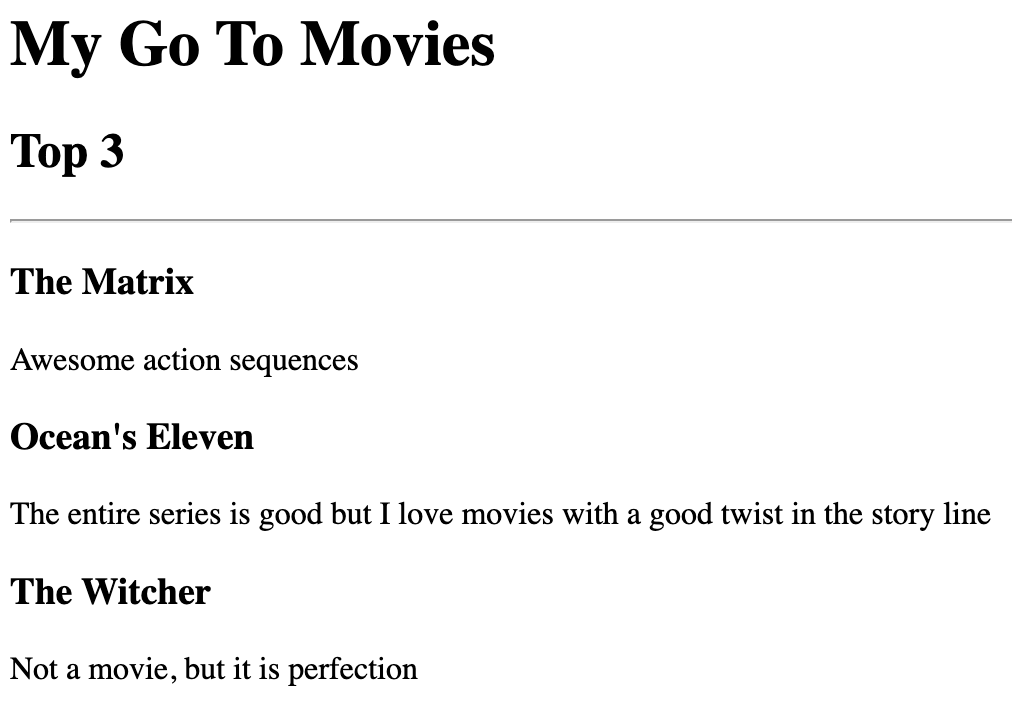 My Go To Movies
Top 3
The Matrix
Awesome action sequences
Ocean's Eleven
The entire series is good but I love movies with a good twist in the story line
The Witcher
Not a movie, but it is perfection